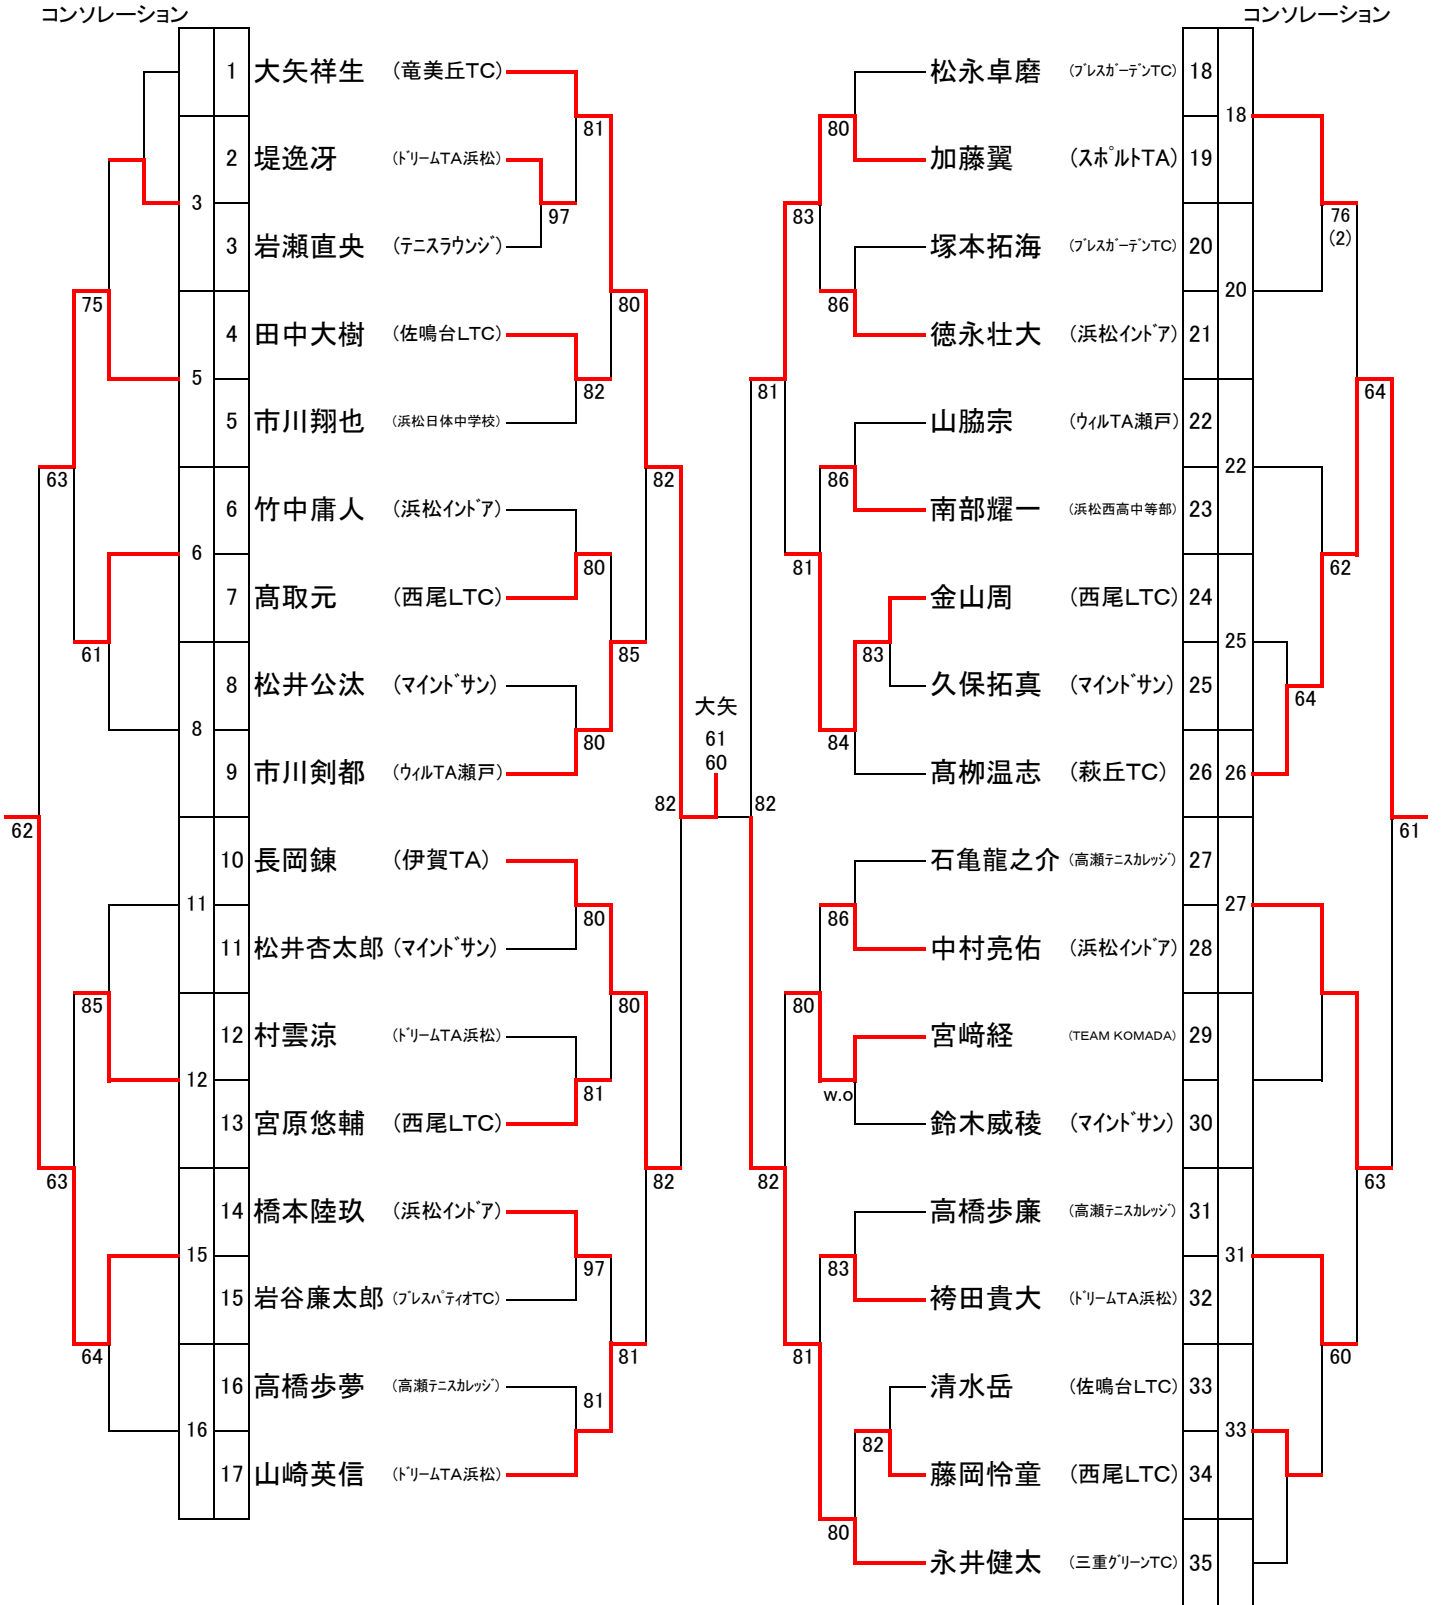 コンソレーション
コンソレーション
1 大矢祥生 (竜美丘TC)
2 堤逸冴 (ドリームTA浜松)
3 岩瀬直央 (テニスラウンジ)
4 田中大樹 (佐鳴台LTC)
5 市川翔也 (浜松日体中学校)
6 竹中庸人 (浜松インドア)
7 髙取元 (西尾LTC)
8 松井公汰 (マインドサン)
9 市川剣都 (ウィルTA瀬戸)
10 長岡錬 (伊賀TA)
11 松井杏太郎 (マインドサン)
12 村雲涼 (ドリームTA浜松)
13 宮原悠輔 (西尾LTC)
14 橋本陸玖 (浜松インドア)
15 岩谷廉太郎 (プレスパティオTC)
16 高橋歩夢 (高瀬テニスカレッジ)
17 山崎英信 (ドリームTA浜松)
3
5
6
8
11
12
15
16
75
61
85
64
63
63
62
97
81
82
80
80
80
81
97
81
80
85
80
81
82
82
82
大矢
61
60
82
81
82
83
81
80
81
80
86
86
83
84
86
w.o
83
82
80
松永卓磨 (プレスガーデンTC) 18
加藤翼 (スポルトTA) 19
塚本拓海 (プレスガーデンTC) 20
徳永壮大 (浜松インドア) 21
山脇宗 (ウィルTA瀬戸) 22
南部耀一 (浜松西高中等部) 23
金山周 (西尾LTC) 24
久保拓真 (マインドサン) 25
髙栁温志 (萩丘TC) 26
石亀龍之介 (高瀬テニスカレッジ) 27
中村亮佑 (浜松インドア) 28
宮﨑経 (TEAM KOMADA) 29
鈴木威稜 (マインドサン) 30
高橋歩廉 (高瀬テニスカレッジ) 31
袴田貴大 (ドリームTA浜松) 32
清水岳 (佐鳴台LTC) 33
藤岡怜童 (西尾LTC) 34
永井健太 (三重グリーンTC) 35
18
20
22
25
26
27
31
33
76
(2)
64
62
64
61
63
60